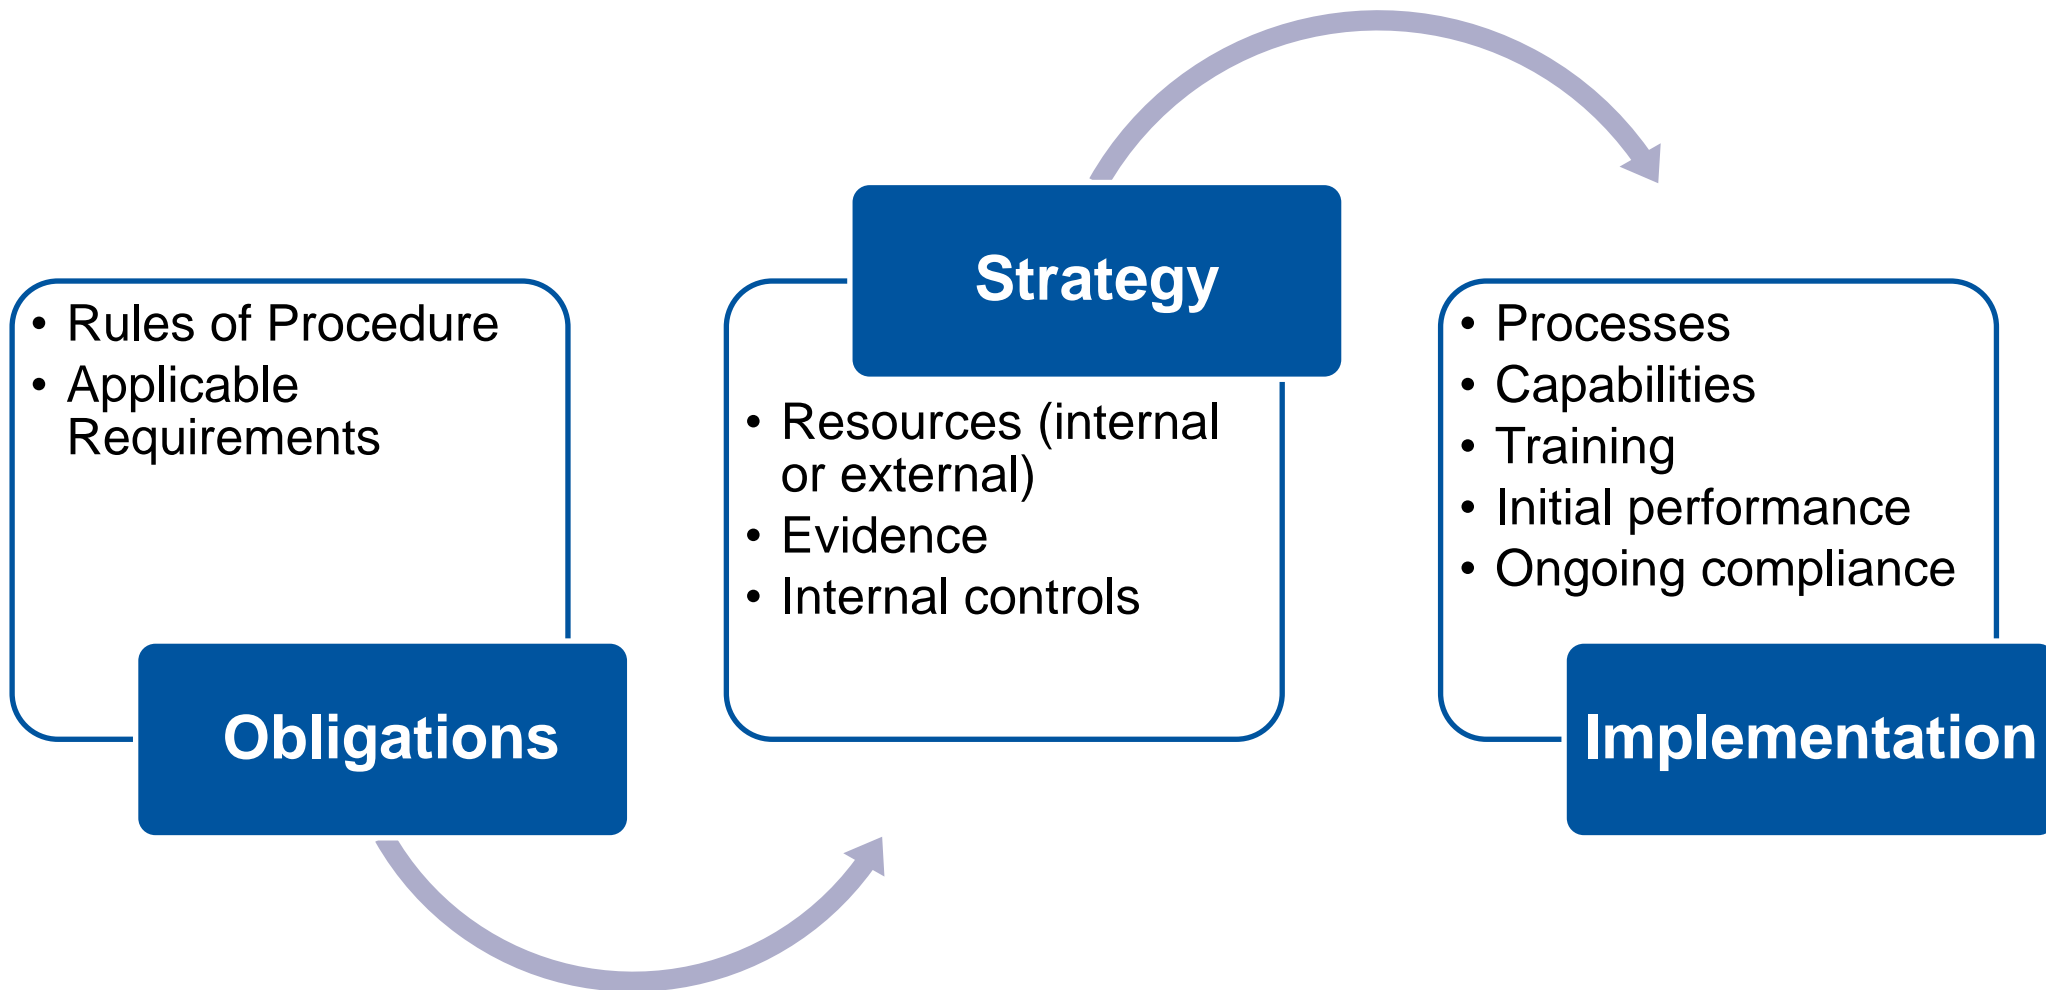 • Rules of Procedure
• Applicable
Requirements
Obligations
Strategy
• Resources (internal
or external)
• Evidence
• Internal controls
• Processes
• Capabilities
• Training
• Initial performance
• Ongoing compliance
Implementation